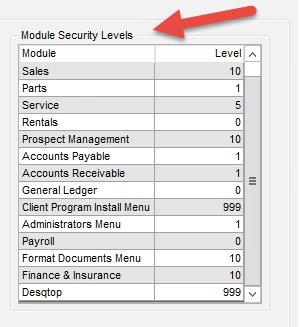 Module Security Levels
Module Level
Sales 10
Parts 1
Service 5
Rentals 0
Prospect Management 10
Accounts Payable 1
Accounts Receivable 1
General Ledger 0
Client Program Install Menu 999
Administrators Menu 1
Payroll 0
Format Documents Menu 10
Finance & Insurance 10
Desqtop 999